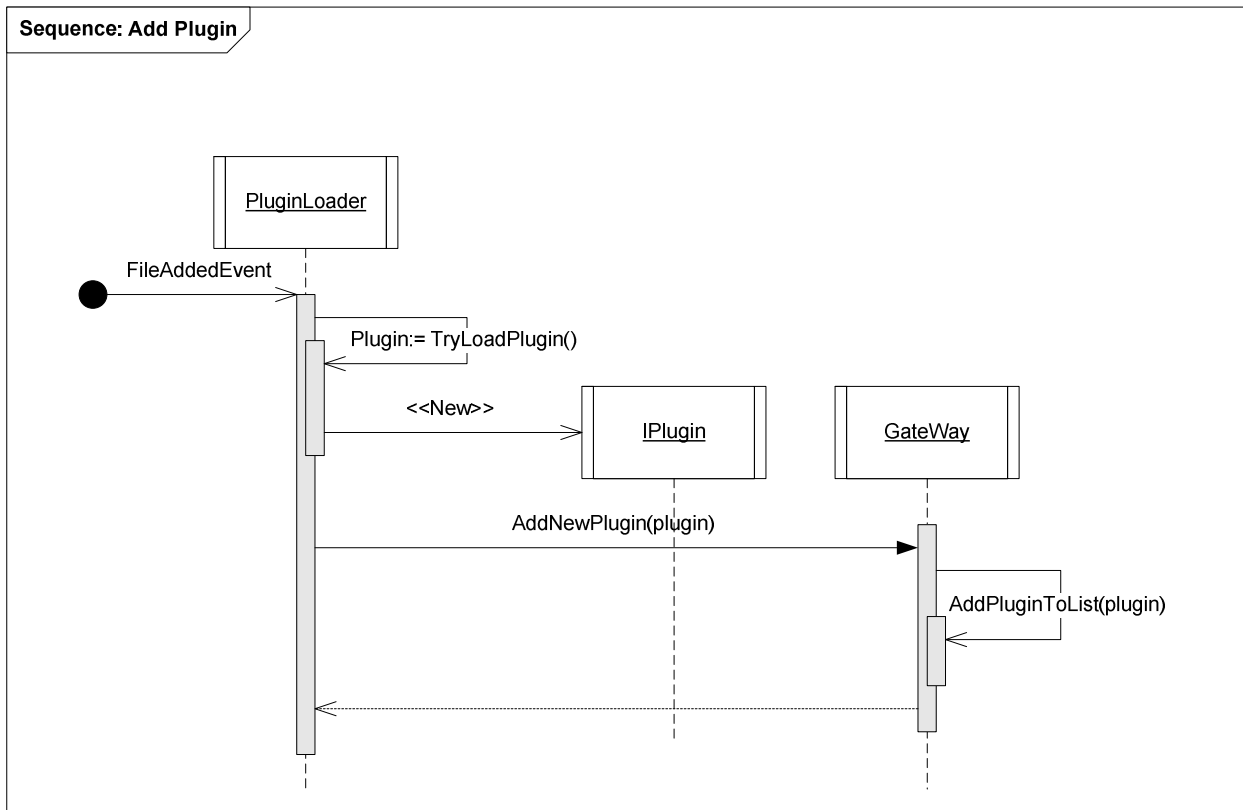 Sequence: Add Plugin
PluginLoader
FileAddedEvent
Plugin:= TryLoadPlugin()
<<New>>
IPlugin
GateWay
AddNewPlugin(plugin)
AddPluginToList(plugin)